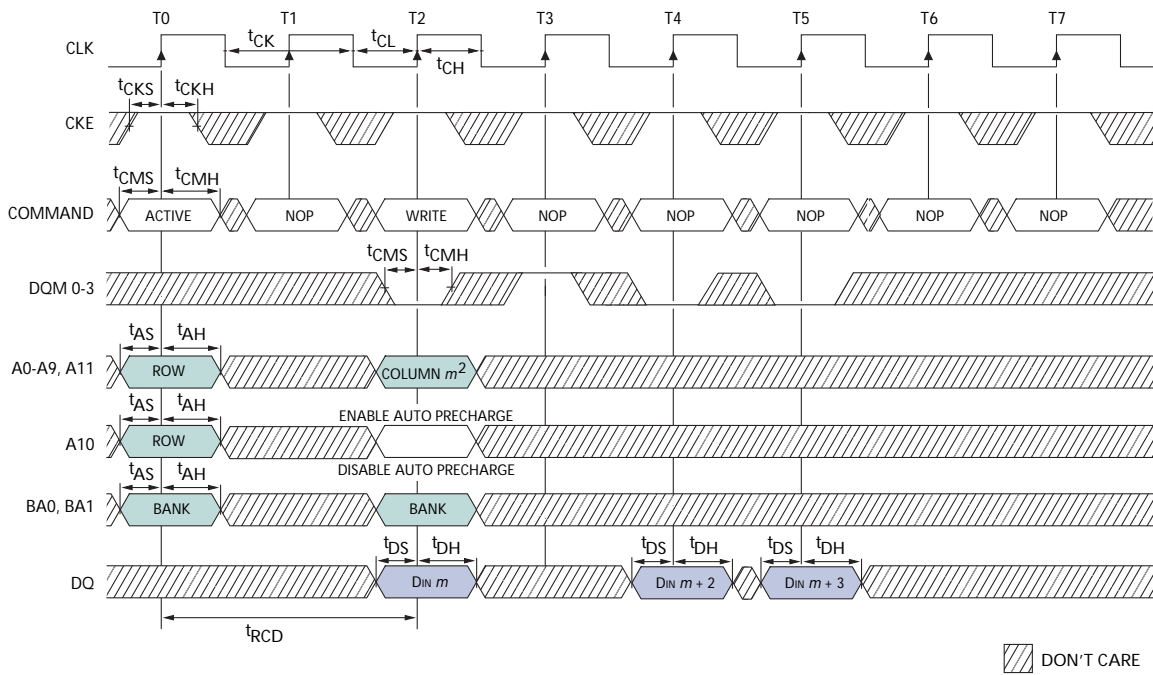 T0 T1 T2 T3 T4 T5 T6 T7
CLK tCK tCL tCH
tCKS tCKH
CKE
tCMS tCMH
COMMAND ACTIVE NOP WRITE NOP NOP NOP NOP NOP
tCMS tCMH
DQM 0-3
tAS tAH
A0-A9, A11 ROW COLUMN m2
tAS tAH ENABLE AUTO PRECHARGE
A10 ROW
tAS tAH DISABLE AUTO PRECHARGE
BA0, BA1 BANK BANK
tDS tDH tDS tDH tDS tDH
DQ DIN m DIN m + 2 DIN m + 3
tRCD
DON'T CARE